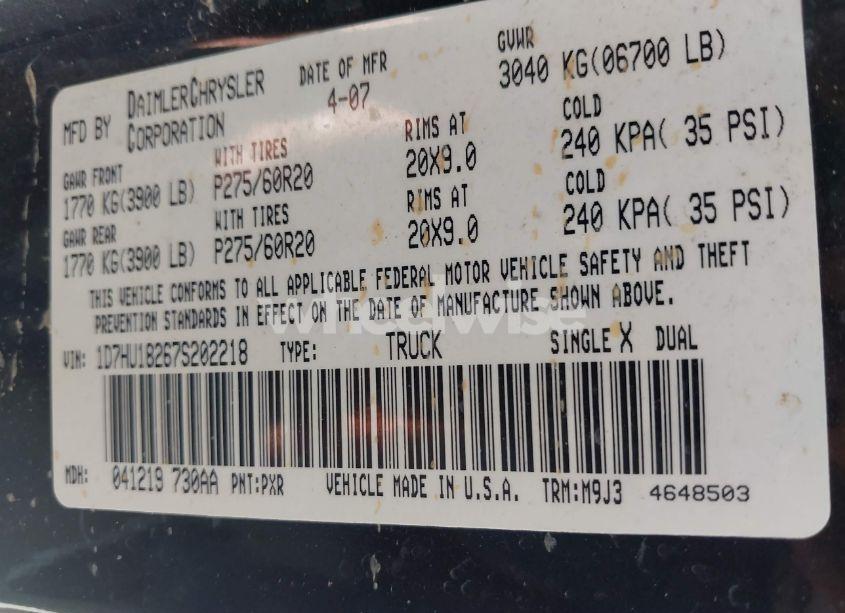 MFD BY DAIMLERCHRYSLER CORPORATION DATE OF MFR 4-07 GVWR 3040 KG(06700 LB)
GAWR FRONT WITH TIRES RIMS AT COLD
1770 KG(3900 LB) P275/60R20 20X9.0 240 KPA( 35 PSI)
GAWR REAR WITH TIRES RIMS AT COLD
1770 KG(3900 LB) P275/60R20 20X9.0 240 KPA( 35 PSI)
THIS VEHICLE CONFORMS TO ALL APPLICABLE FEDERAL MOTOR VEHICLE SAFETY AND THEFT
PREVENTION STANDARDS IN EFFECT ON THE DATE OF MANUFACTURE SHOWN ABOVE.
wheelwise
VIN: 1D7HU18267S202218 TYPE: TRUCK SINGLE X DUAL
MDH: 041219 730AA PNT:PXR VEHICLE MADE IN U.S.A. TRM:M9J3 4648503